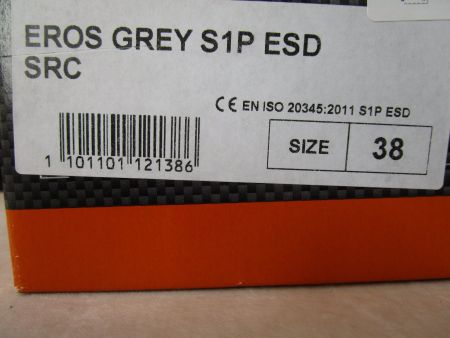 EROS GREY S1P ESD
SRC
CE EN ISO 20345:2011 S1P ESD
SIZE 38
1 101101 121386